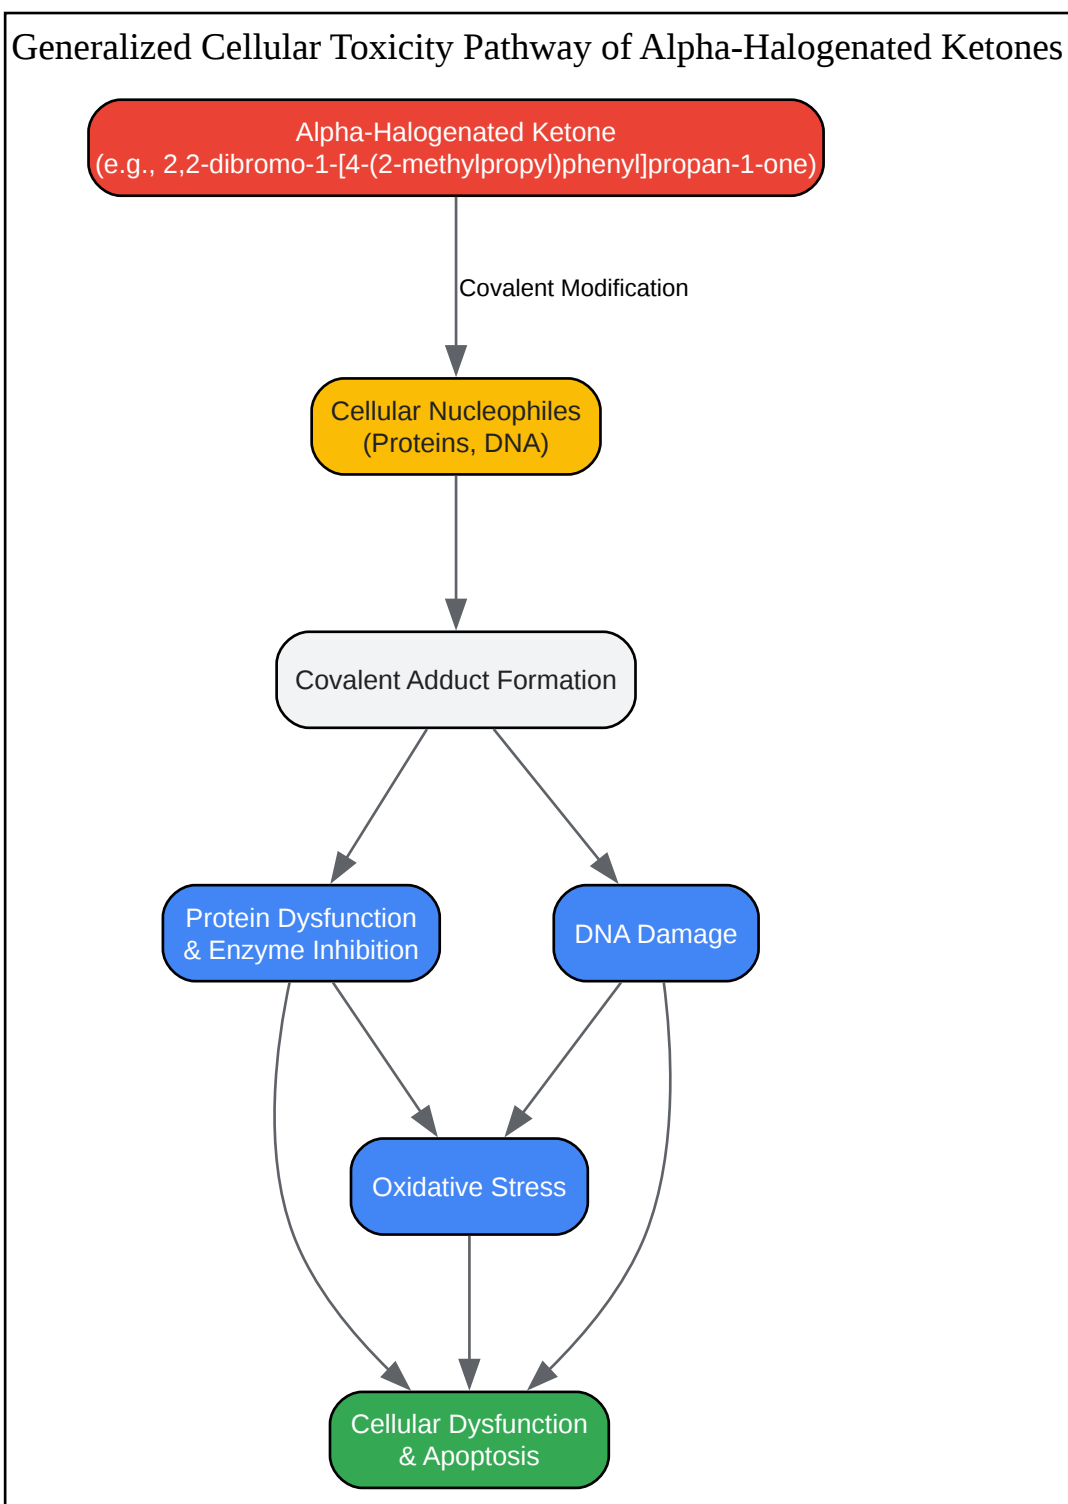 Generalized Cellular Toxicity Pathway of Alpha-Halogenated Ketones
Alpha-Halogenated Ketone
(e.g., 2,2-dibromo-1-[4-(2-methylpropyl)phenyl]propan-1-one)
Covalent Modification
Cellular Nucleophiles
(Proteins, DNA)
Covalent Adduct Formation
Protein Dysfunction
& Enzyme Inhibition
DNA Damage
Oxidative Stress
Cellular Dysfunction
& Apoptosis